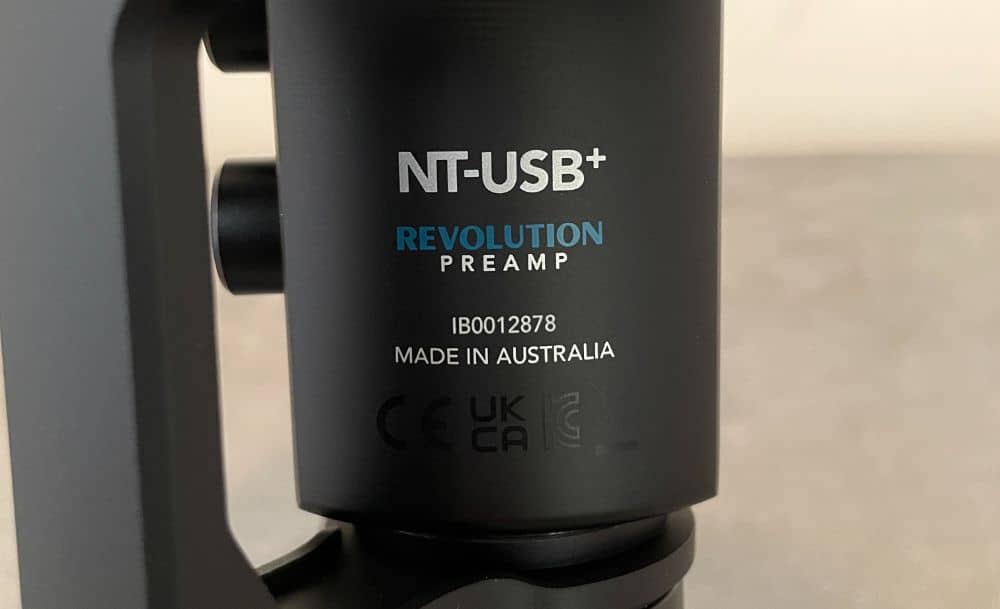 NT-USB+
REVOLUTION
PREAMP
IB0012878
MADE IN AUSTRALIA
CE
UK
CA